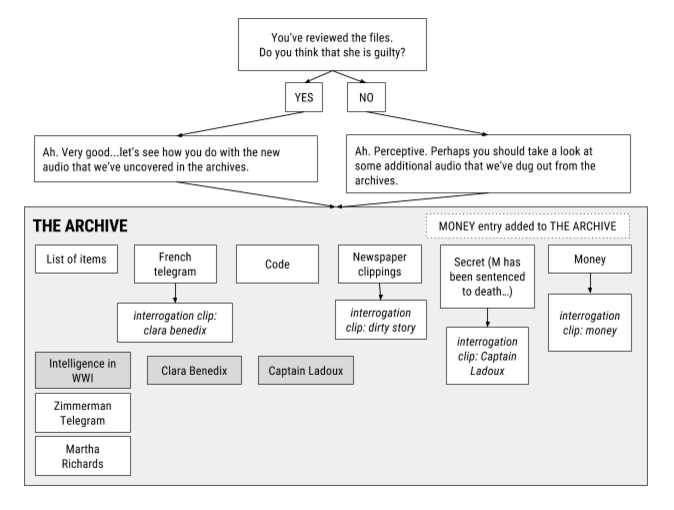 You've reviewed the files.
Do you think that she is guilty?
YES
NO
Ah. Very good...let's see how you do with the new
audio that we've uncovered in the archives.
Ah. Perceptive. Perhaps you should take a look at
some additional audio that we've dug out from the
archives.
THE ARCHIVE
MONEY entry added to THE ARCHIVE
List of items
French
telegram
Code
Newspaper
clippings
Secret (M has
been sentenced
to death...)
Money
interrogation clip:
clara benedix
interrogation
clip: dirty story
interrogation
clip: Captain
Ladoux
interrogation
clip: money
Intelligence in
WWI
Clara Benedix
Captain Ladoux
Zimmerman
Telegram
Martha
Richards